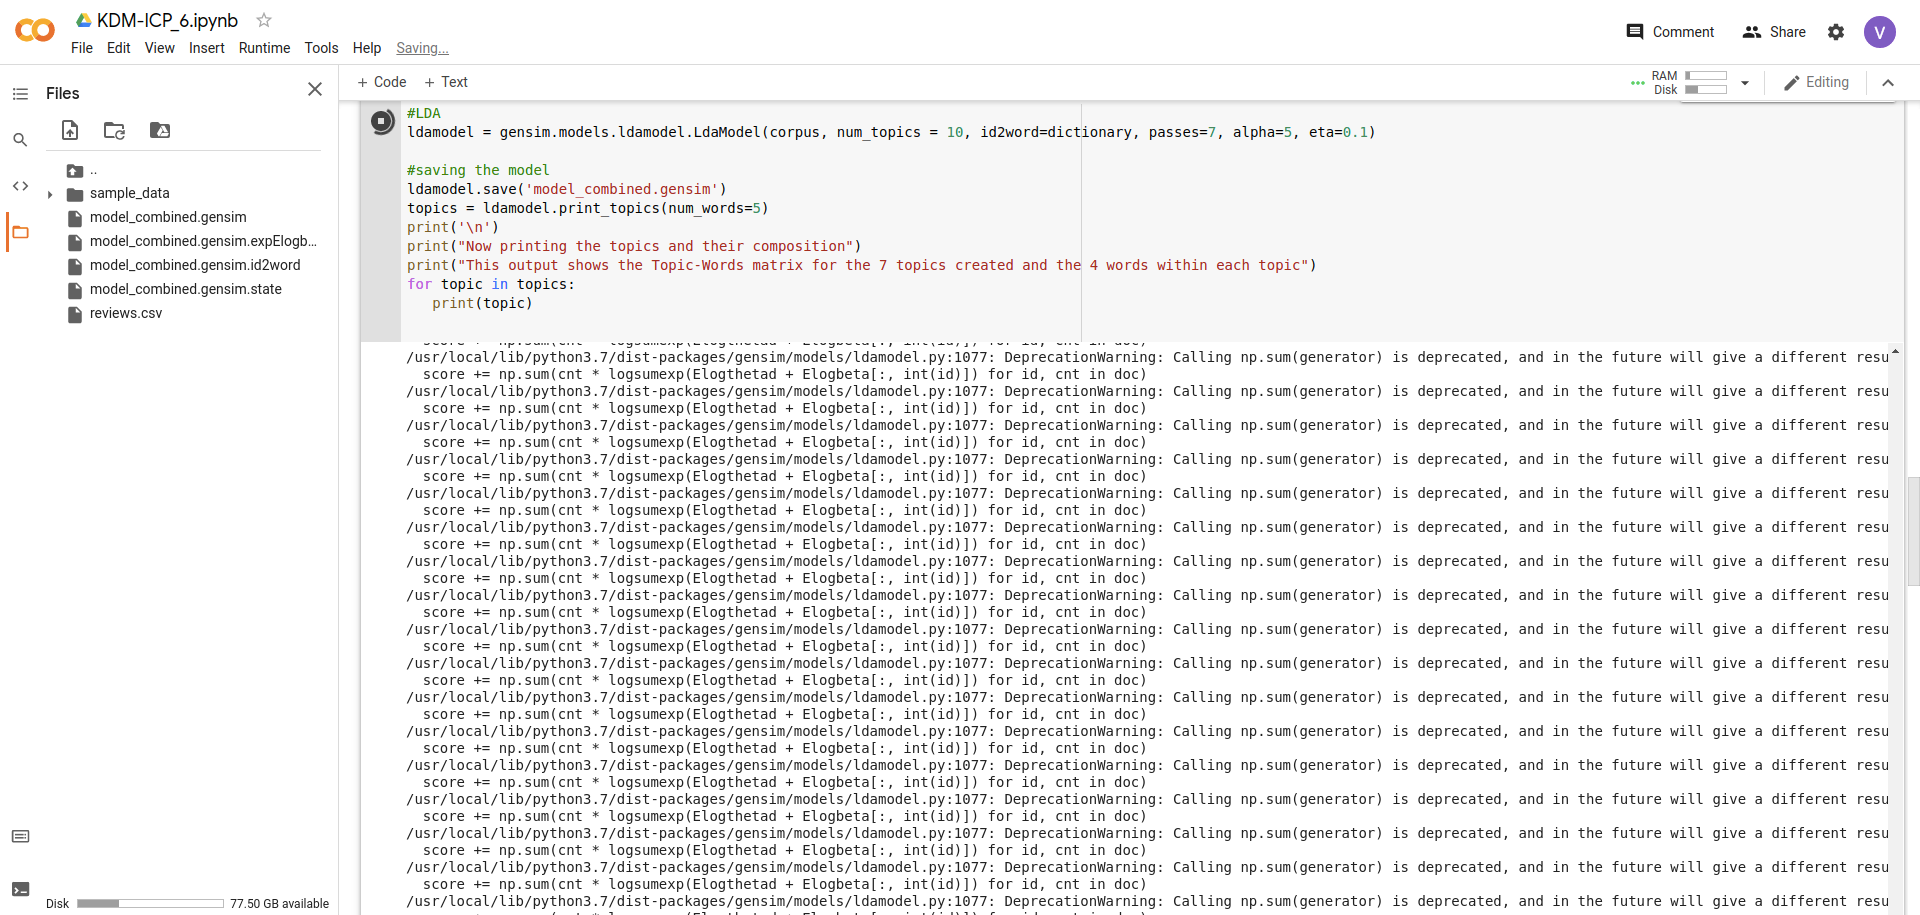 KDM-ICP_6.ipynb
File Edit View Insert Runtime Tools Help Saving...
Comment
Share
V
Files
+ Code + Text
RAM
Disk
Editing
..
sample_data
model_combined.gensim
model_combined.gensim.expElogb...
model_combined.gensim.id2word
model_combined.gensim.state
reviews.csv
Disk
77.50 GB available
#LDA
ldamodel = gensim.models.ldamodel.LdaModel(corpus, num_topics = 10, id2word=dictionary, passes=7, alpha=5, eta=0.1)
#saving the model
ldamodel.save('model_combined.gensim')
topics = ldamodel.print_topics(num_words=5)
print('\n')
print("Now printing the topics and their composition")
print("This output shows the Topic-Words matrix for the 7 topics created and the 4 words within each topic")
for topic in topics:
print(topic)
score += np.sum(cnt * logsumexp(Elogthetad + Elogbeta[:, int(id)]) for id, cnt in doc)
/usr/local/lib/python3.7/dist-packages/gensim/models/ldamodel.py:1077: DeprecationWarning: Calling np.sum(generator) is deprecated, and in the future will give a different resu
score += np.sum(cnt * logsumexp(Elogthetad + Elogbeta[:, int(id)]) for id, cnt in doc)
/usr/local/lib/python3.7/dist-packages/gensim/models/ldamodel.py:1077: DeprecationWarning: Calling np.sum(generator) is deprecated, and in the future will give a different resu
score += np.sum(cnt * logsumexp(Elogthetad + Elogbeta[:, int(id)]) for id, cnt in doc)
/usr/local/lib/python3.7/dist-packages/gensim/models/ldamodel.py:1077: DeprecationWarning: Calling np.sum(generator) is deprecated, and in the future will give a different resu
score += np.sum(cnt * logsumexp(Elogthetad + Elogbeta[:, int(id)]) for id, cnt in doc)
/usr/local/lib/python3.7/dist-packages/gensim/models/ldamodel.py:1077: DeprecationWarning: Calling np.sum(generator) is deprecated, and in the future will give a different resu
score += np.sum(cnt * logsumexp(Elogthetad + Elogbeta[:, int(id)]) for id, cnt in doc)
/usr/local/lib/python3.7/dist-packages/gensim/models/ldamodel.py:1077: DeprecationWarning: Calling np.sum(generator) is deprecated, and in the future will give a different resu
score += np.sum(cnt * logsumexp(Elogthetad + Elogbeta[:, int(id)]) for id, cnt in doc)
/usr/local/lib/python3.7/dist-packages/gensim/models/ldamodel.py:1077: DeprecationWarning: Calling np.sum(generator) is deprecated, and in the future will give a different resu
score += np.sum(cnt * logsumexp(Elogthetad + Elogbeta[:, int(id)]) for id, cnt in doc)
/usr/local/lib/python3.7/dist-packages/gensim/models/ldamodel.py:1077: DeprecationWarning: Calling np.sum(generator) is deprecated, and in the future will give a different resu
score += np.sum(cnt * logsumexp(Elogthetad + Elogbeta[:, int(id)]) for id, cnt in doc)
/usr/local/lib/python3.7/dist-packages/gensim/models/ldamodel.py:1077: DeprecationWarning: Calling np.sum(generator) is deprecated, and in the future will give a different resu
score += np.sum(cnt * logsumexp(Elogthetad + Elogbeta[:, int(id)]) for id, cnt in doc)
/usr/local/lib/python3.7/dist-packages/gensim/models/ldamodel.py:1077: DeprecationWarning: Calling np.sum(generator) is deprecated, and in the future will give a different resu
score += np.sum(cnt * logsumexp(Elogthetad + Elogbeta[:, int(id)]) for id, cnt in doc)
/usr/local/lib/python3.7/dist-packages/gensim/models/ldamodel.py:1077: DeprecationWarning: Calling np.sum(generator) is deprecated, and in the future will give a different resu
score += np.sum(cnt * logsumexp(Elogthetad + Elogbeta[:, int(id)]) for id, cnt in doc)
/usr/local/lib/python3.7/dist-packages/gensim/models/ldamodel.py:1077: DeprecationWarning: Calling np.sum(generator) is deprecated, and in the future will give a different resu
score += np.sum(cnt * logsumexp(Elogthetad + Elogbeta[:, int(id)]) for id, cnt in doc)
/usr/local/lib/python3.7/dist-packages/gensim/models/ldamodel.py:1077: DeprecationWarning: Calling np.sum(generator) is deprecated, and in the future will give a different resu
score += np.sum(cnt * logsumexp(Elogthetad + Elogbeta[:, int(id)]) for id, cnt in doc)
/usr/local/lib/python3.7/dist-packages/gensim/models/ldamodel.py:1077: DeprecationWarning: Calling np.sum(generator) is deprecated, and in the future will give a different resu
score += np.sum(cnt * logsumexp(Elogthetad + Elogbeta[:, int(id)]) for id, cnt in doc)
/usr/local/lib/python3.7/dist-packages/gensim/models/ldamodel.py:1077: DeprecationWarning: Calling np.sum(generator) is deprecated, and in the future will give a different resu
score += np.sum(cnt * logsumexp(Elogthetad + Elogbeta[:, int(id)]) for id, cnt in doc)
/usr/local/lib/python3.7/dist-packages/gensim/models/ldamodel.py:1077: DeprecationWarning: Calling np.sum(generator) is deprecated, and in the future will give a different resu
score += np.sum(cnt * logsumexp(Elogthetad + Elogbeta[:, int(id)]) for id, cnt in doc)
/usr/local/lib/python3.7/dist-packages/gensim/models/ldamodel.py:1077: DeprecationWarning: Calling np.sum(generator) is deprecated, and in the future will give a different resu
score += np.sum(cnt * logsumexp(Elogthetad + Elogbeta[:, int(id)]) for id, cnt in doc)
/usr/local/lib/python3.7/dist-packages/gensim/models/ldamodel.py:1077: DeprecationWarning: Calling np.sum(generator) is deprecated, and in the future will give a different resu